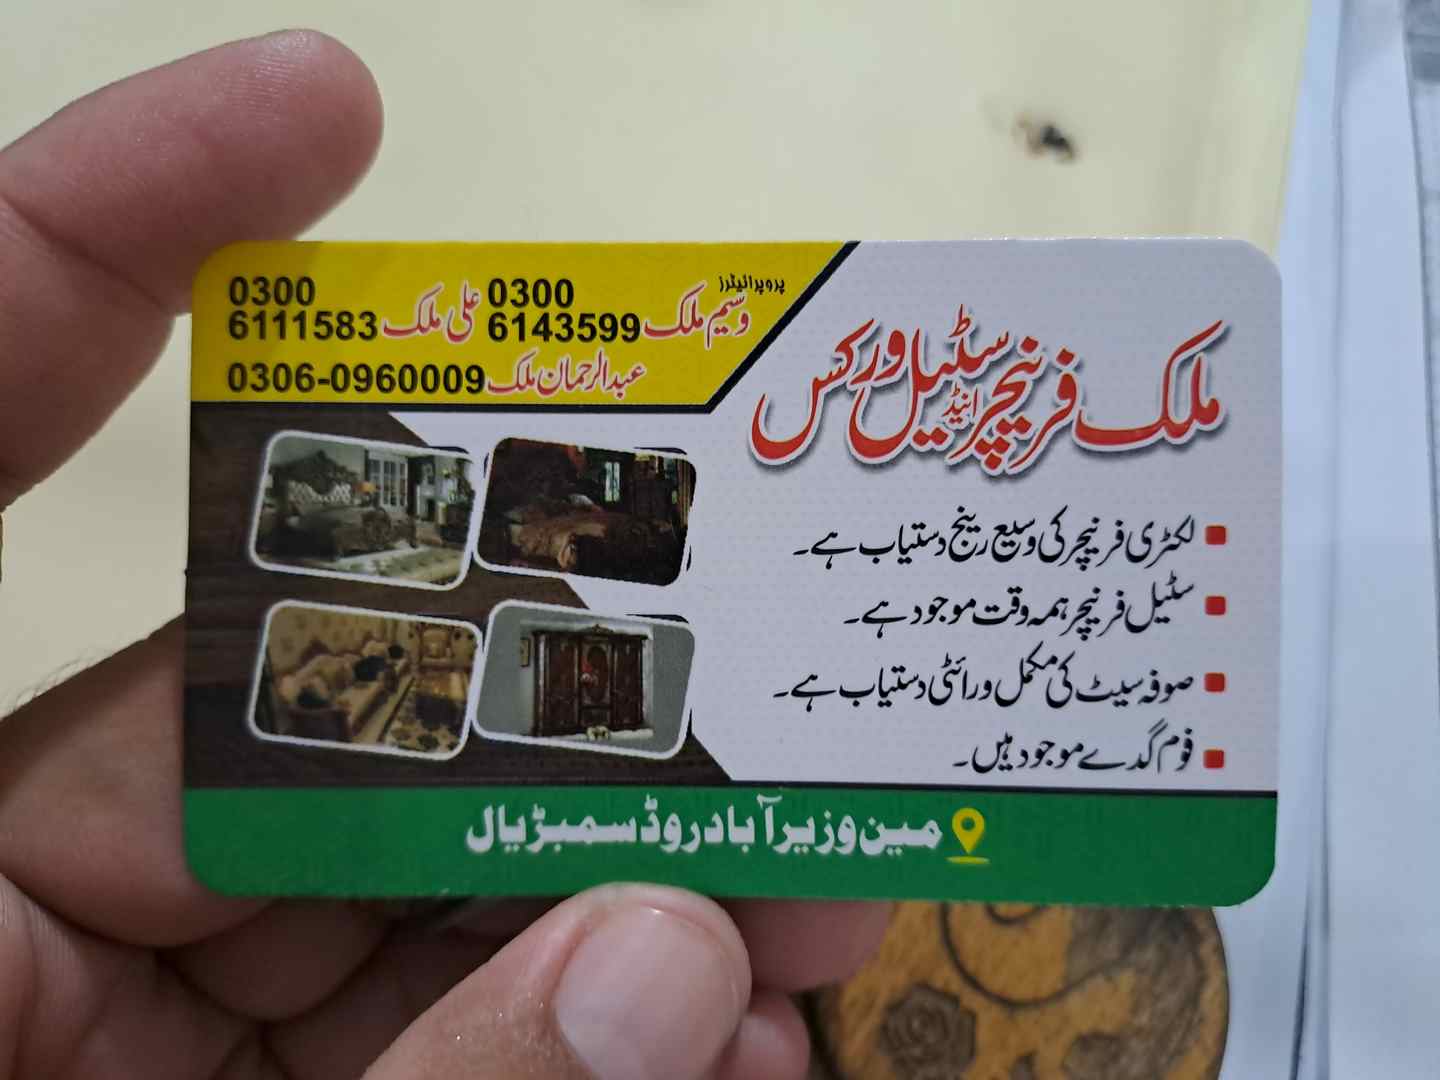 پروپرائیٹرز
وسیم ملک 0300 6143599 علی ملک 0300 6111583
عبدالرحمان ملک 0306-0960009
ملک فرنیچر اینڈ سٹیل ورکس
لکٹری فرنیچر کی وسیع رینج دستیاب ہے۔
سٹیل فرنیچر ہمہ وقت موجود ہے۔
صوفہ سیٹ کی مکمل ورائٹی دستیاب ہے۔
فوم گدے موجود ہیں۔
مین وزیرآباد روڈ سمبڑیال